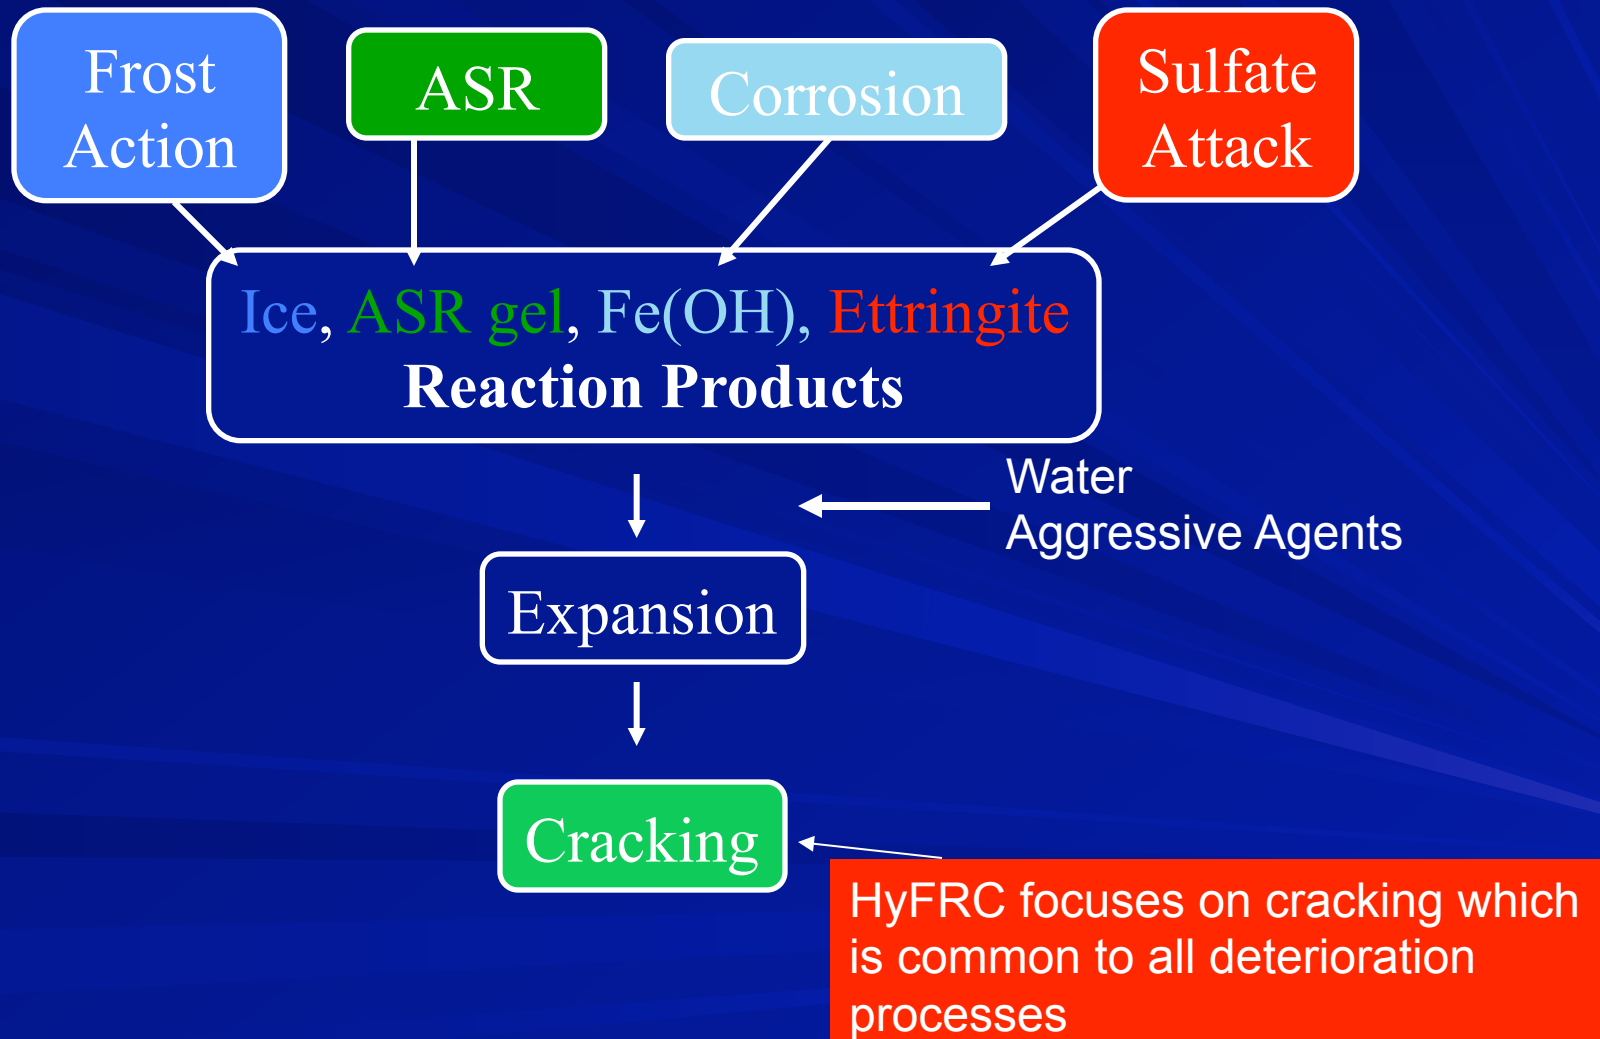 Frost
Action
ASR
Corrosion
Sulfate
Attack
Ice, ASR gel, Fe(OH), Ettringite
Reaction Products
Water
Aggressive Agents
Expansion
Cracking
HyFRC focuses on cracking which
is common to all deterioration
processes